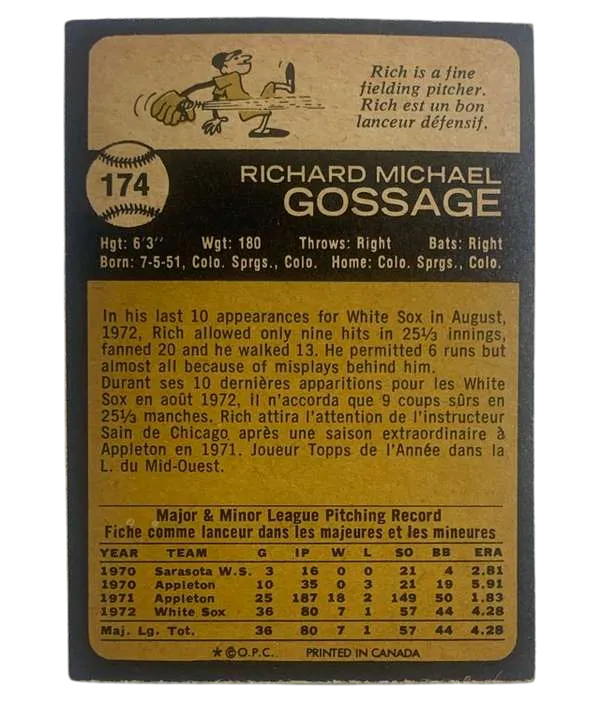 Rich is a fine
fielding pitcher.
Rich est un bon
lanceur défensif.
174
RICHARD MICHAEL
GOSSAGE
Hgt: 6'3" Wgt: 180 Throws: Right Bats: Right
Born: 7-5-51, Colo. Sprgs., Colo. Home: Colo. Sprgs., Colo.
In his last 10 appearances for White Sox in August,
1972, Rich allowed only nine hits in 25⅓ innings,
fanned 20 and he walked 13. He permitted 6 runs but
almost all because of misplays behind him.
Durant ses 10 dernières apparitions pour les White
Sox en août 1972, il n'accorda que 9 coups sûrs en
25⅓ manches. Rich attira l'attention de l'instructeur
Sain de Chicago après une saison extraordinaire à
Appleton en 1971. Joueur Topps de l'Année dans la
L. du Mid-Ouest.
Major & Minor League Pitching Record
Fiche comme lanceur dans les majeures et les mineures
YEAR TEAM G IP W L SO BB ERA
1970 Sarasota W.S. 3 16 0 0 21 4 2.81
1970 Appleton 10 35 0 3 21 19 5.91
1971 Appleton 25 187 18 2 149 50 1.83
1972 White Sox 36 80 7 1 57 44 4.28
Maj. Lg. Tot. 36 80 7 1 57 44 4.28
★ © O.P.C. PRINTED IN CANADA